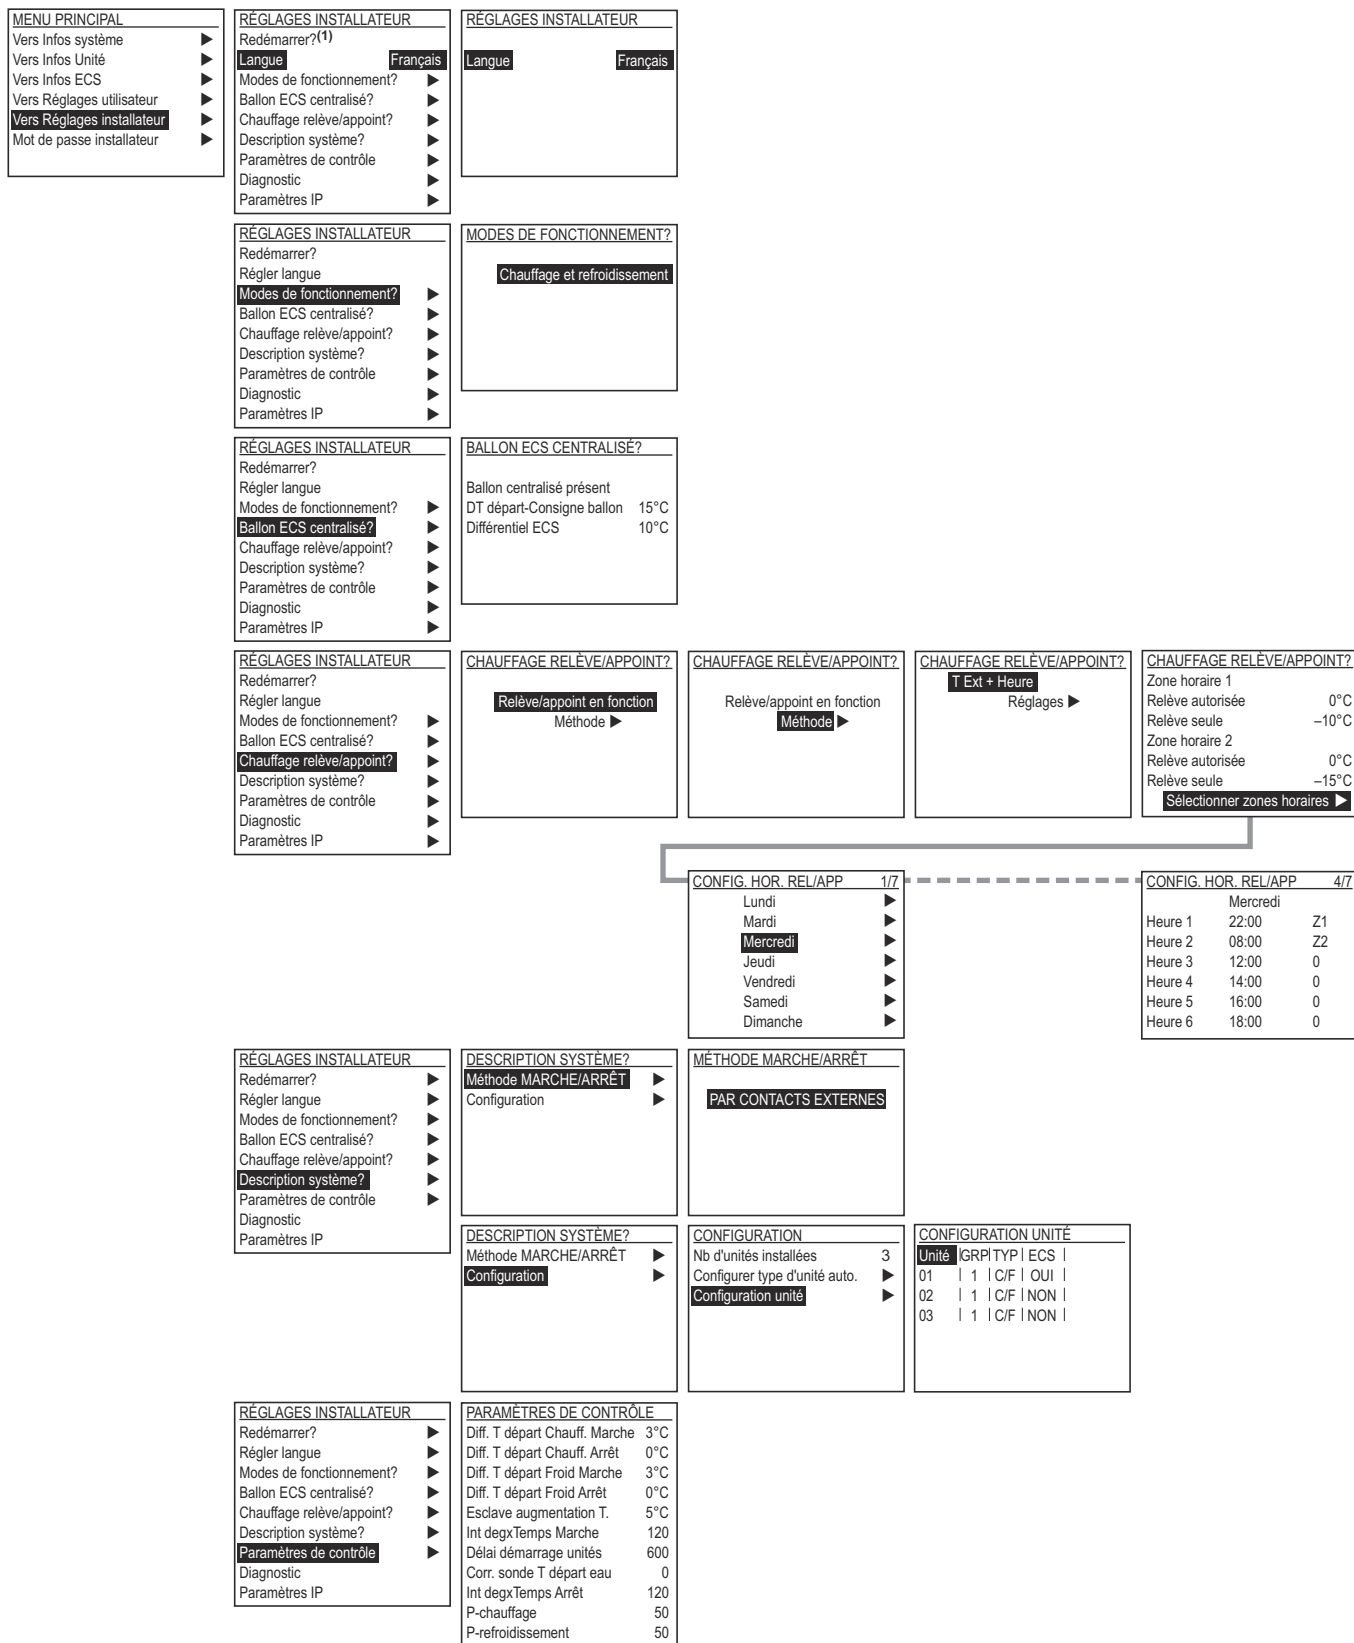 MENU PRINCIPAL
Vers Infos système ▶
Vers Infos Unité ▶
Vers Infos ECS ▶
Vers Réglages utilisateur ▶
Vers Réglages installateur ▶
Mot de passe installateur ▶
RÉGLAGES INSTALLATEUR
Redémarrer?(1)
Langue Français
Modes de fonctionnement? ▶
Ballon ECS centralisé? ▶
Chauffage relève/appoint? ▶
Description système? ▶
Paramètres de contrôle ▶
Diagnostic ▶
Paramètres IP ▶
RÉGLAGES INSTALLATEUR
Langue Français
RÉGLAGES INSTALLATEUR
Redémarrer?
Régler langue
Modes de fonctionnement? ▶
Ballon ECS centralisé? ▶
Chauffage relève/appoint? ▶
Description système? ▶
Paramètres de contrôle ▶
Diagnostic ▶
Paramètres IP ▶
MODES DE FONCTIONNEMENT?
Chauffage et refroidissement
RÉGLAGES INSTALLATEUR
Redémarrer?
Régler langue
Modes de fonctionnement? ▶
Ballon ECS centralisé? ▶
Chauffage relève/appoint? ▶
Description système? ▶
Paramètres de contrôle ▶
Diagnostic ▶
Paramètres IP ▶
BALLON ECS CENTRALISÉ?
Ballon centralisé présent
DT départ-Consigne ballon 15°C
Différentiel ECS 10°C
RÉGLAGES INSTALLATEUR
Redémarrer?
Régler langue
Modes de fonctionnement? ▶
Ballon ECS centralisé? ▶
Chauffage relève/appoint? ▶
Description système? ▶
Paramètres de contrôle ▶
Diagnostic ▶
Paramètres IP ▶
CHAUFFAGE RELÈVE/APPOINT?
Relève/appoint en fonction
Méthode ▶
CHAUFFAGE RELÈVE/APPOINT?
Relève/appoint en fonction
Méthode ▶
CHAUFFAGE RELÈVE/APPOINT?
T Ext + Heure
Réglages ▶
CHAUFFAGE RELÈVE/APPOINT?
Zone horaire 1
Relève autorisée 0°C
Relève seule –10°C
Zone horaire 2
Relève autorisée 0°C
Relève seule –15°C
Sélectionner zones horaires ▶
CONFIG. HOR. REL/APP 1/7
Lundi ▶
Mardi ▶
Mercredi ▶
Jeudi ▶
Vendredi ▶
Samedi ▶
Dimanche ▶
CONFIG. HOR. REL/APP 4/7
Mercredi
Heure 1 22:00 Z1
Heure 2 08:00 Z2
Heure 3 12:00 0
Heure 4 14:00 0
Heure 5 16:00 0
Heure 6 18:00 0
RÉGLAGES INSTALLATEUR
Redémarrer? ▶
Régler langue ▶
Modes de fonctionnement? ▶
Ballon ECS centralisé? ▶
Chauffage relève/appoint? ▶
Description système? ▶
Paramètres de contrôle ▶
Diagnostic
Paramètres IP
DESCRIPTION SYSTÈME?
Méthode MARCHE/ARRÊT ▶
Configuration ▶
MÉTHODE MARCHE/ARRÊT
PAR CONTACTS EXTERNES
DESCRIPTION SYSTÈME?
Méthode MARCHE/ARRÊT ▶
Configuration ▶
CONFIGURATION
Nb d'unités installées 3
Configurer type d'unité auto. ▶
Configuration unité ▶
CONFIGURATION UNITÉ
Unité |GRP|TYP| ECS |
01 | 1 | C/F | OUI |
02 | 1 | C/F | NON |
03 | 1 | C/F | NON |
RÉGLAGES INSTALLATEUR
Redémarrer? ▶
Régler langue ▶
Modes de fonctionnement? ▶
Ballon ECS centralisé? ▶
Chauffage relève/appoint? ▶
Description système? ▶
Paramètres de contrôle ▶
Diagnostic
Paramètres IP
PARAMÈTRES DE CONTRÔLE
Diff. T départ Chauff. Marche 3°C
Diff. T départ Chauff. Arrêt 0°C
Diff. T départ Froid Marche 3°C
Diff. T départ Froid Arrêt 0°C
Esclave augmentation T. 5°C
Int degxTemps Marche 120
Délai démarrage unités 600
Corr. sonde T départ eau 0
Int degxTemps Arrêt 120
P-chauffage 50
P-refroidissement 50